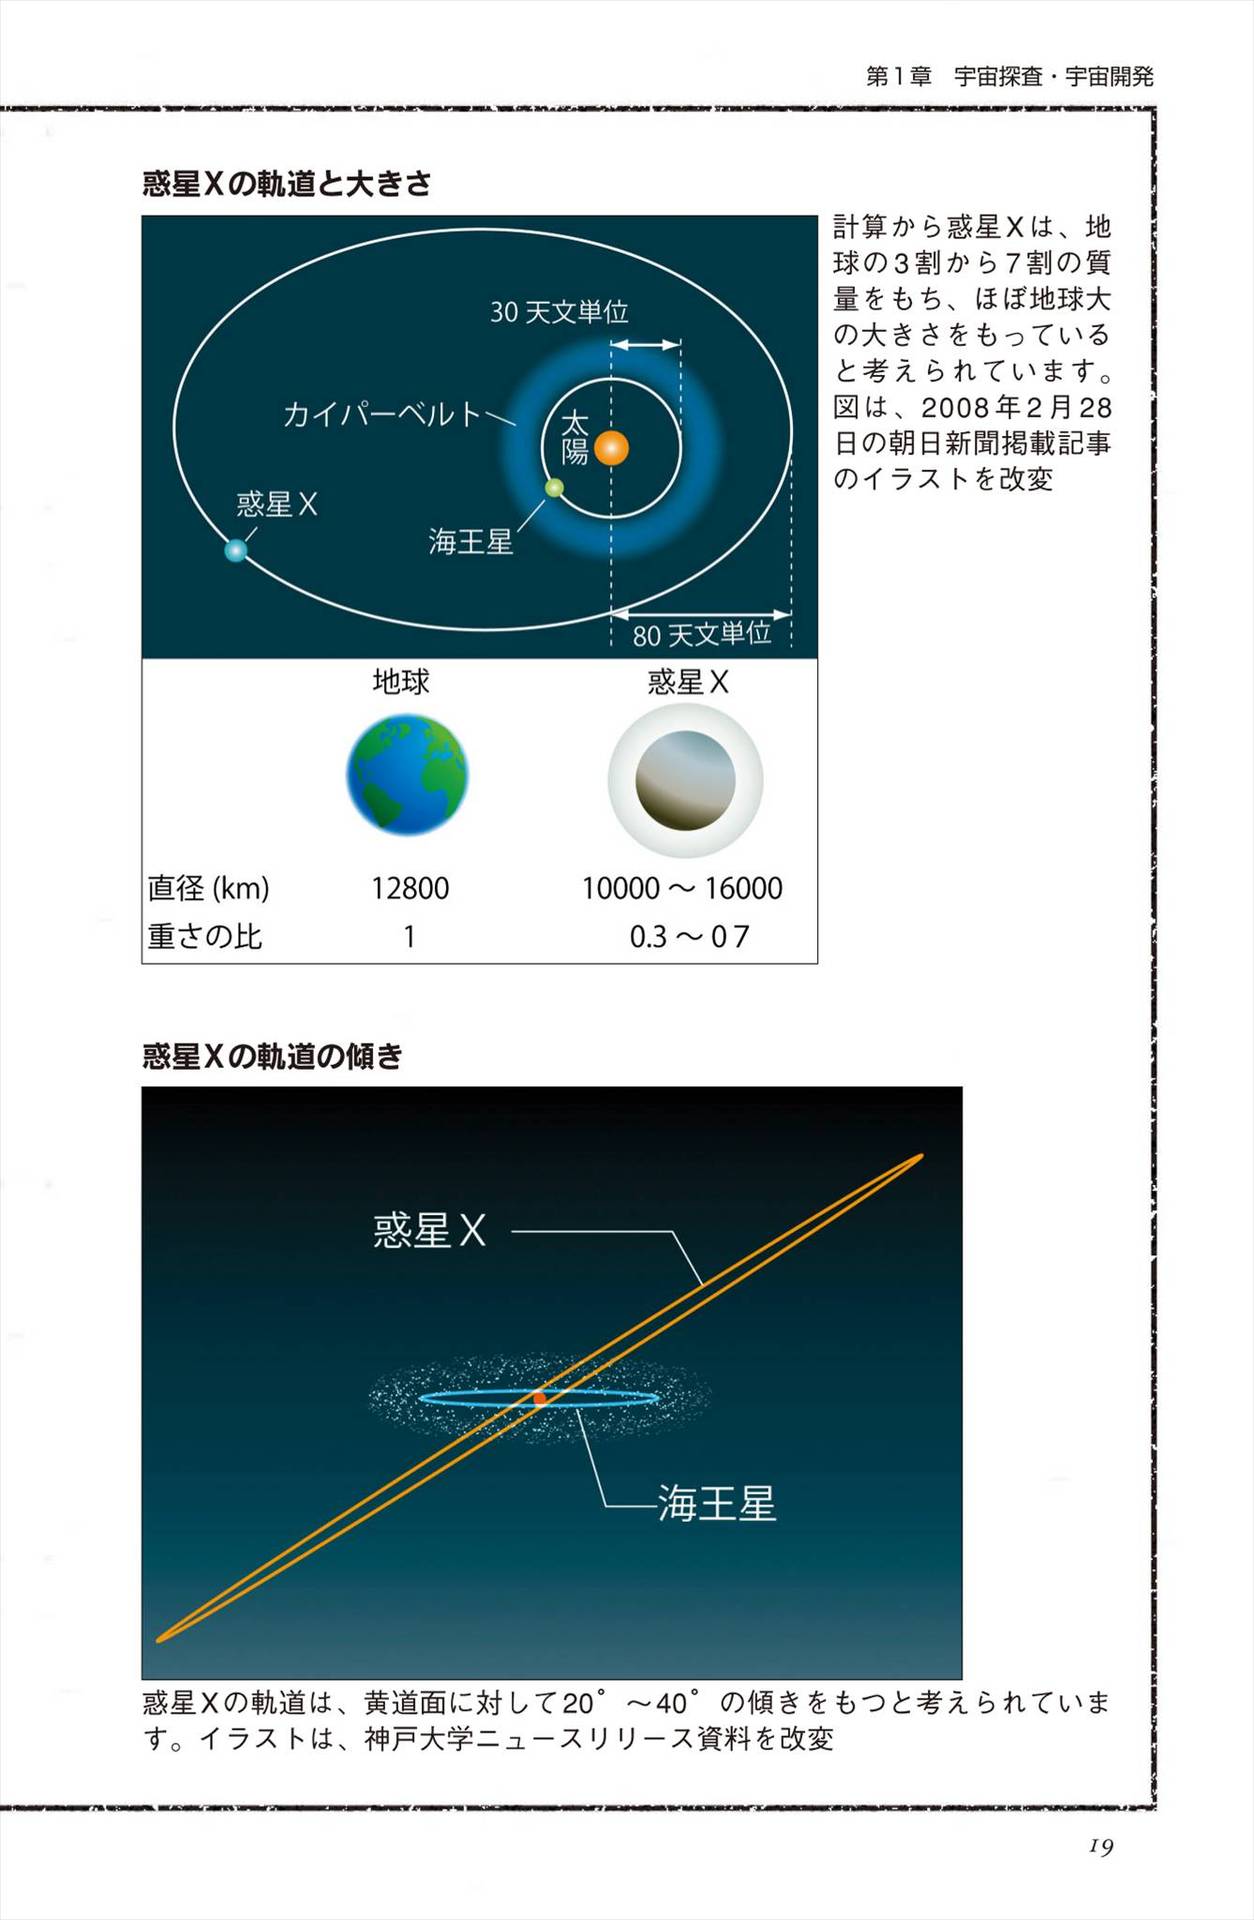 第1章　宇宙探査・宇宙開発
惑星Xの軌道と大きさ
30 天文単位
カイパーベルト
太陽
惑星X
海王星
80 天文単位
計算から惑星Xは、地
球の3割から7割の質
量をもち、ほぼ地球大
の大きさをもっている
と考えられています。
図は、2008年2月28
日の朝日新聞掲載記事
のイラストを改変
地球　惑星X
直径 (km)　12800　10000～16000
重さの比　1　0.3～0 7
惑星Xの軌道の傾き
惑星X
海王星
惑星Xの軌道は、黄道面に対して20°～40°の傾きをもつと考えられていま
す。イラストは、神戸大学ニュースリリース資料を改変
19